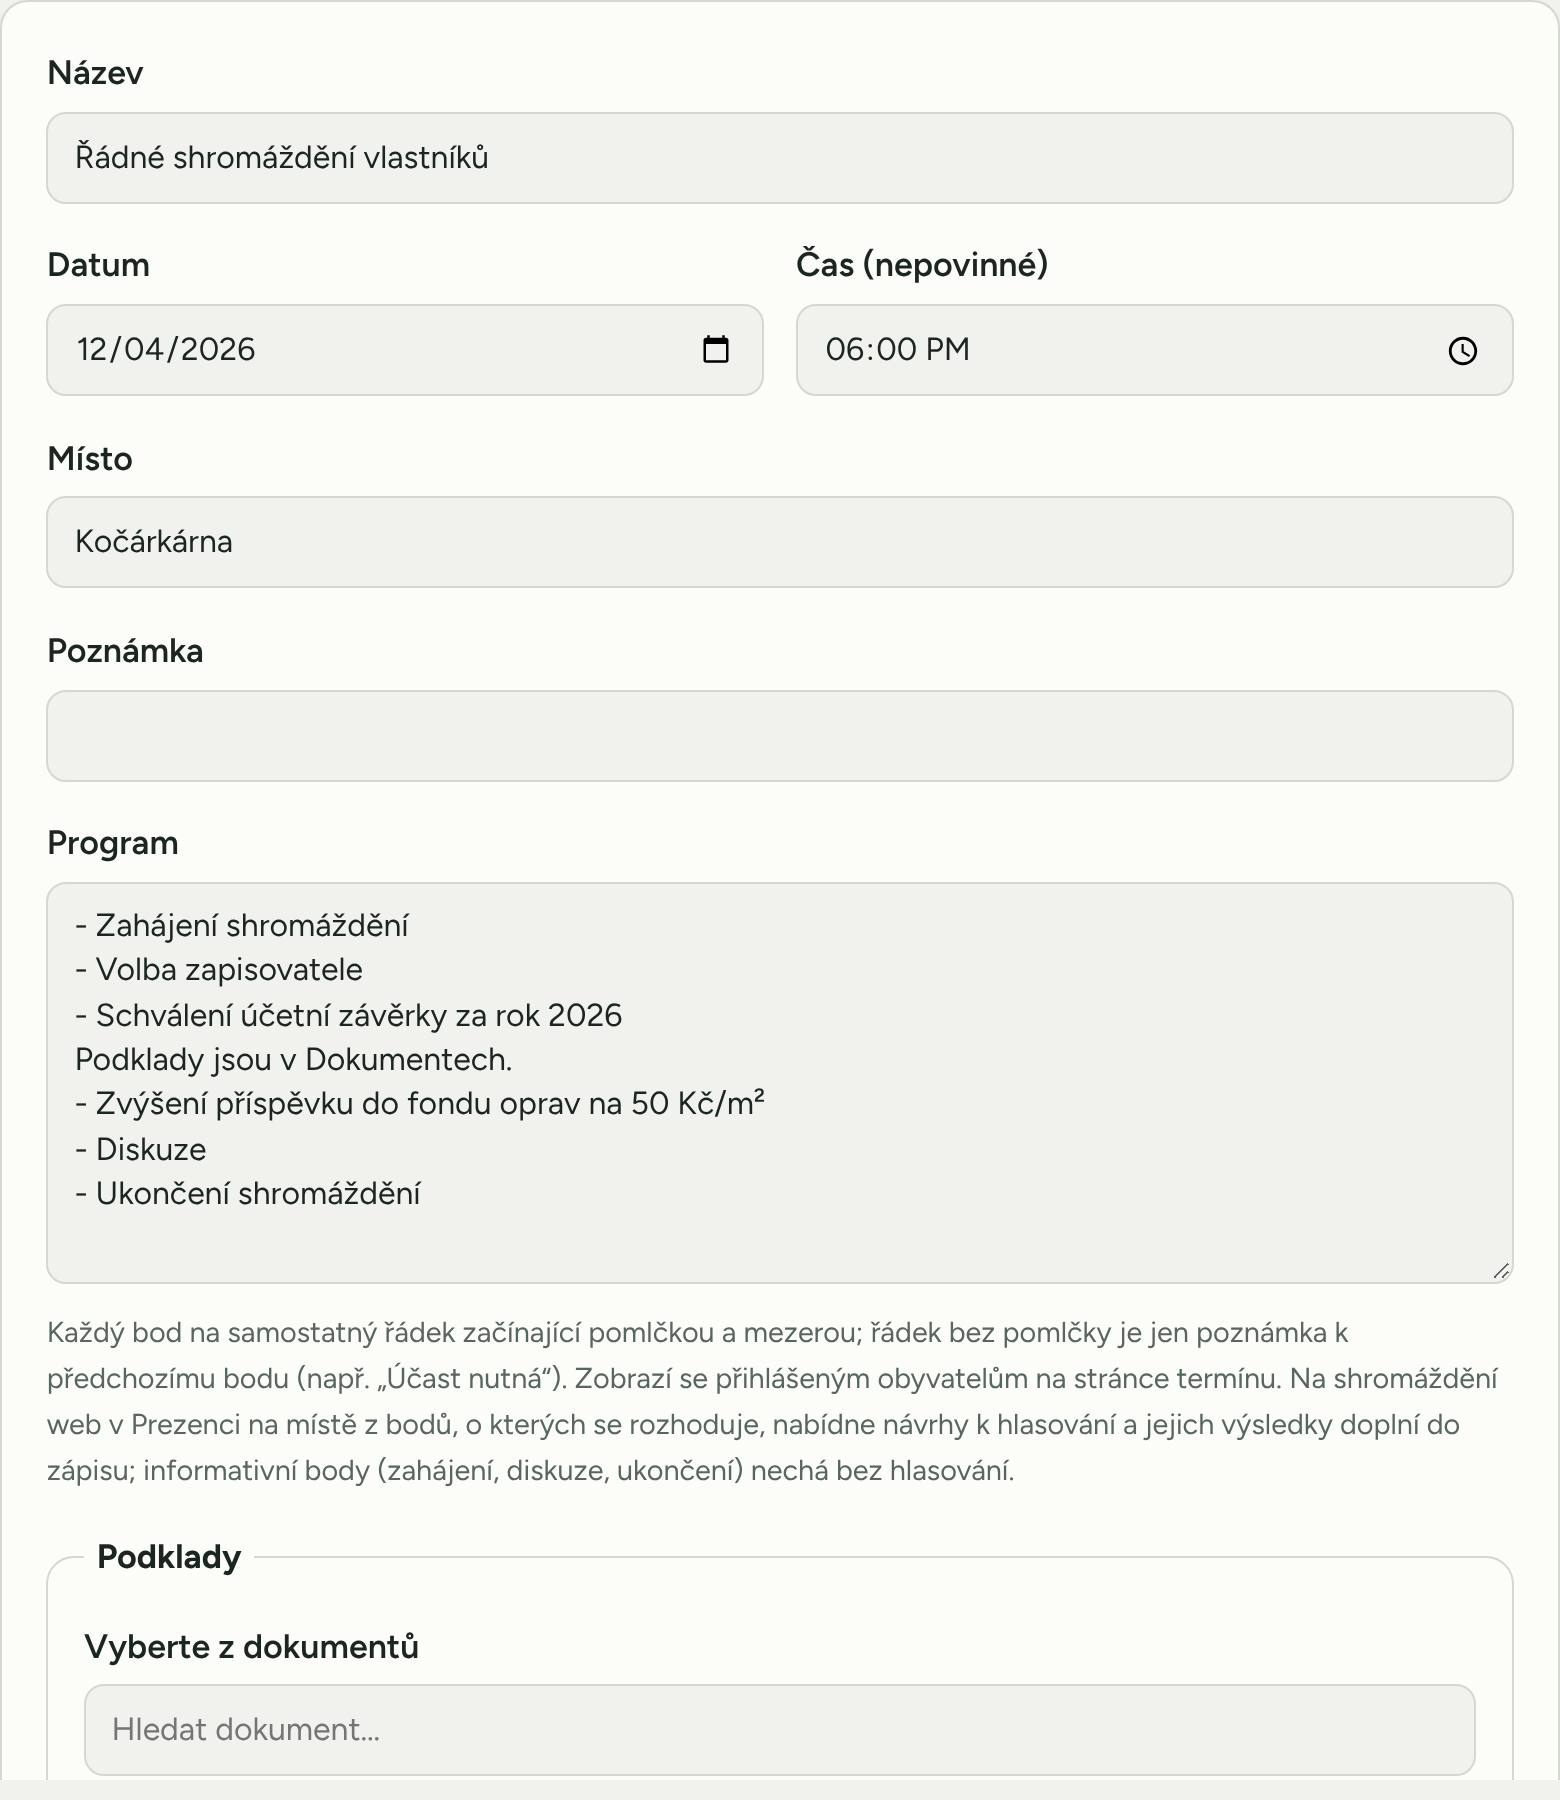 Název
Řádné shromáždění vlastníků
Datum
Čas (nepovinné)
12/04/2026
06:00 PM
Místo
Kočárkárna
Poznámka
Program
- Zahájení shromáždění
- Volba zapisovatele
- Schválení účetní závěrky za rok 2026
Podklady jsou v Dokumentech.
- Zvýšení příspěvku do fondu oprav na 50 Kč/m²
- Diskuze
- Ukončení shromáždění
Každý bod na samostatný řádek začínající pomlčkou a mezerou; řádek bez pomlčky je jen poznámka k
předchozímu bodu (např. „Účast nutná“). Zobrazí se přihlášeným obyvatelům na stránce termínu. Na shromáždění
web v Prezenci na místě z bodů, o kterých se rozhoduje, nabídne návrhy k hlasování a jejich výsledky doplní do
zápisu; informativní body (zahájení, diskuze, ukončení) nechá bez hlasování.
Podklady
Vyberte z dokumentů
Hledat dokument…